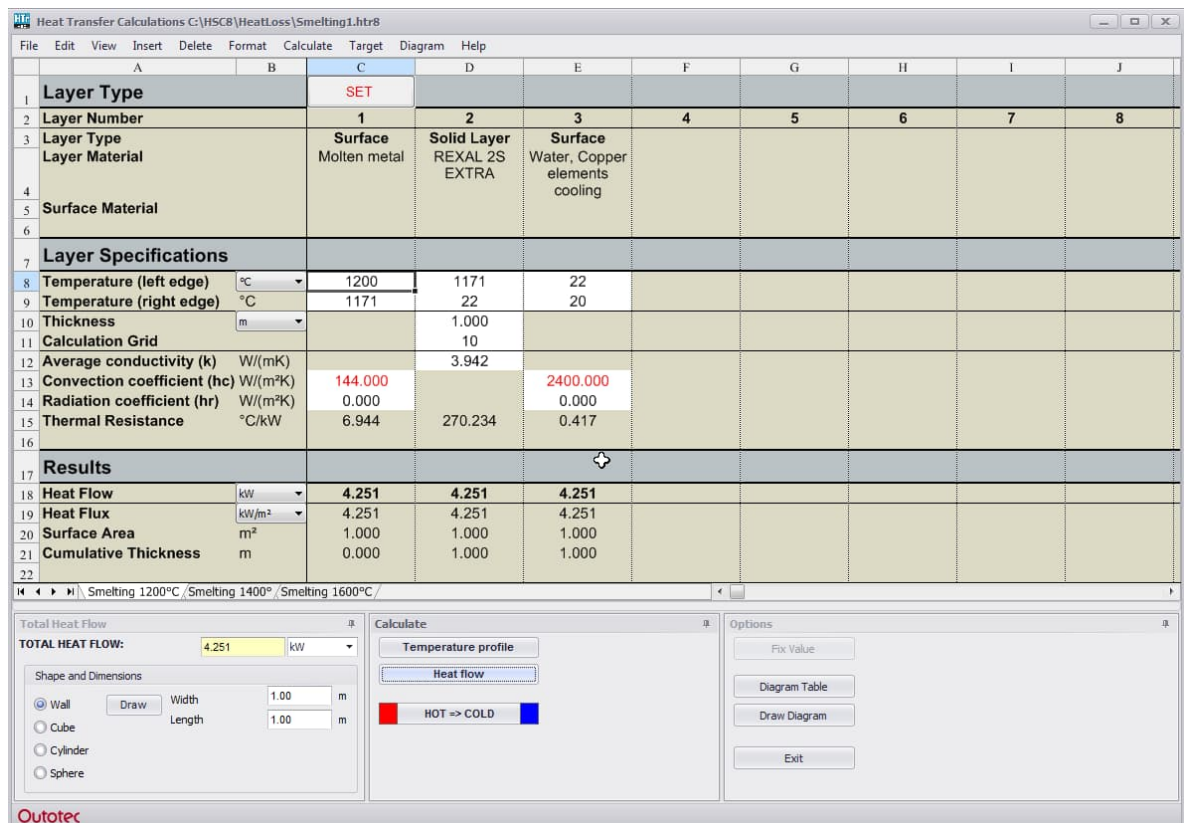 HTr Heat Transfer Calculations C:\HSC8\HeatLoss\Smelting1.htr8
File Edit View Insert Delete Format Calculate Target Diagram Help
A B C D E F G H I J
1 Layer Type SET
2 Layer Number 1 2 3 4 5 6 7 8
3 Layer Type Surface Solid Layer Surface
Layer Material Molten metal REXAL 2S Water, Copper
EXTRA elements
4 cooling
5 Surface Material
6
7 Layer Specifications
8 Temperature (left edge) °C 1200 1171 22
9 Temperature (right edge) °C 1171 22 20
10 Thickness m 1.000
11 Calculation Grid 10
12 Average conductivity (k) W/(mK) 3.942
13 Convection coefficient (hc) W/(m²K) 144.000 2400.000
14 Radiation coefficient (hr) W/(m²K) 0.000 0.000
15 Thermal Resistance °C/kW 6.944 270.234 0.417
16
17 Results
18 Heat Flow kW 4.251 4.251 4.251
19 Heat Flux kW/m² 4.251 4.251 4.251
20 Surface Area m² 1.000 1.000 1.000
21 Cumulative Thickness m 0.000 1.000 1.000
22
Smelting 1200°C Smelting 1400° Smelting 1600°C
Total Heat Flow
TOTAL HEAT FLOW: 4.251 kW
Shape and Dimensions
Wall Draw Width 1.00 m
Cube Length 1.00 m
Cylinder
Sphere
Calculate
Temperature profile
Heat flow
HOT => COLD
Options
Fix Value
Diagram Table
Draw Diagram
Exit
Outotec